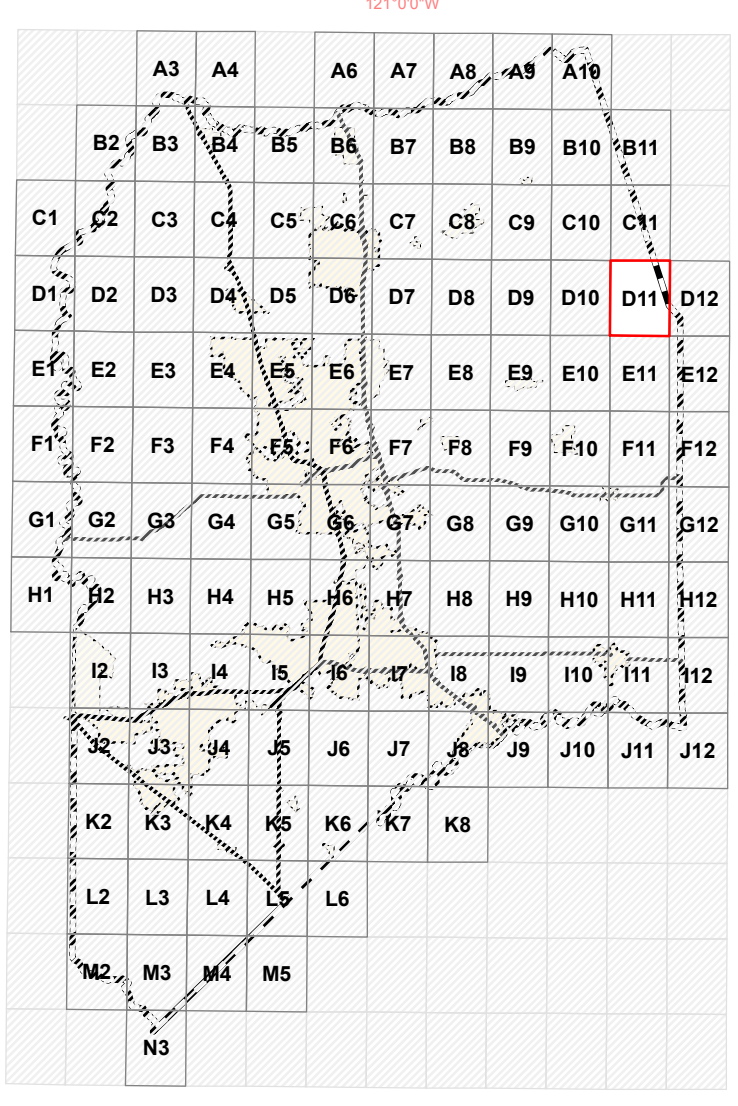 121°0'0"W
A3 A4 A6 A7 A8 A9 A10
B2 B3 B4 B5 B6 B7 B8 B9 B10 B11
C1 C2 C3 C4 C5 C6 C7 C8 C9 C10 C11
D1 D2 D3 D4 D5 D6 D7 D8 D9 D10 D11 D12
E1 E2 E3 E4 E5 E6 E7 E8 E9 E10 E11 E12
F1 F2 F3 F4 F5 F6 F7 F8 F9 F10 F11 F12
G1 G2 G3 G4 G5 G6 G7 G8 G9 G10 G11 G12
H1 H2 H3 H4 H5 H6 H7 H8 H9 H10 H11 H12
I2 I3 I4 I5 I6 I7 I8 I9 I10 I11 I12
J2 J3 J4 J5 J6 J7 J8 J9 J10 J11 J12
K2 K3 K4 K5 K6 K7 K8
L2 L3 L4 L5 L6
M2 M3 M4 M5
N3